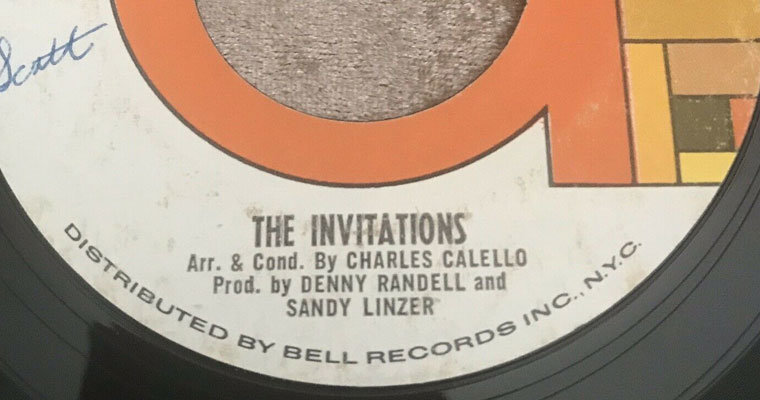 Scott
THE INVITATIONS
Arr. & Cond. By CHARLES CALELLO
Prod. by DENNY RANDELL and
SANDY LINZER
DISTRIBUTED BY BELL RECORDS INC., N.Y.C.